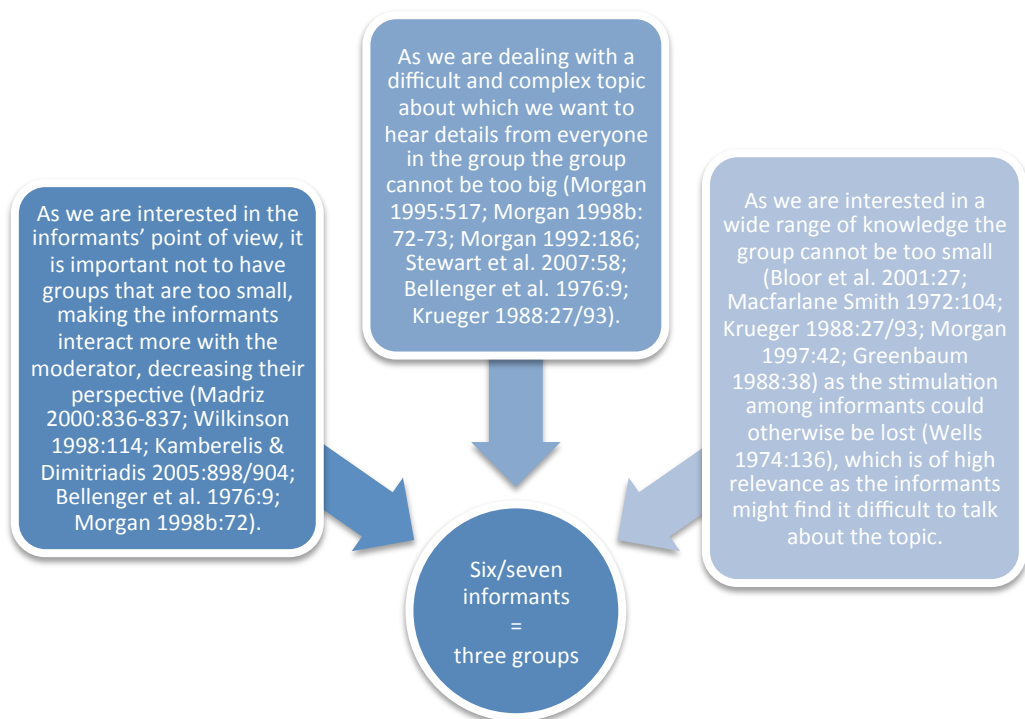 As we are interested in the
informants’ point of view, it
is important not to have
groups that are too small,
making the informants
interact more with the
moderator, decreasing their
perspective (Madriz
2000:836-837; Wilkinson
1998:114; Kamberelis &
Dimitriadis 2005:898/904;
Bellenger et al. 1976:9;
Morgan 1998b:72).
As we are dealing with a
difficult and complex topic
about which we want to
hear details from everyone
in the group the group
cannot be too big (Morgan
1995:517; Morgan 1998b:
72-73; Morgan 1992:186;
Stewart et al. 2007:58;
Bellenger et al. 1976:9;
Krueger 1988:27/93).
As we are interested in a
wide range of knowledge the
group cannot be too small
(Bloor et al. 2001:27;
Macfarlane Smith 1972:104;
Krueger 1988:27/93; Morgan
1997:42; Greenbaum
1988:38) as the stimulation
among informants could
otherwise be lost (Wells
1974:136), which is of high
relevance as the informants
might find it difficult to talk
about the topic.
Six/seven
informants
=
three groups